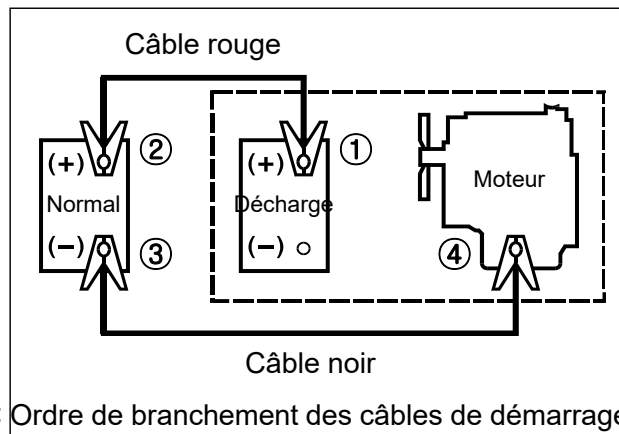 Câble rouge
② ①
(+) (+)
Normal Décharge Moteur
(−) (−)
③ ④
Câble noir
: Ordre de branchement des câbles de démarrage